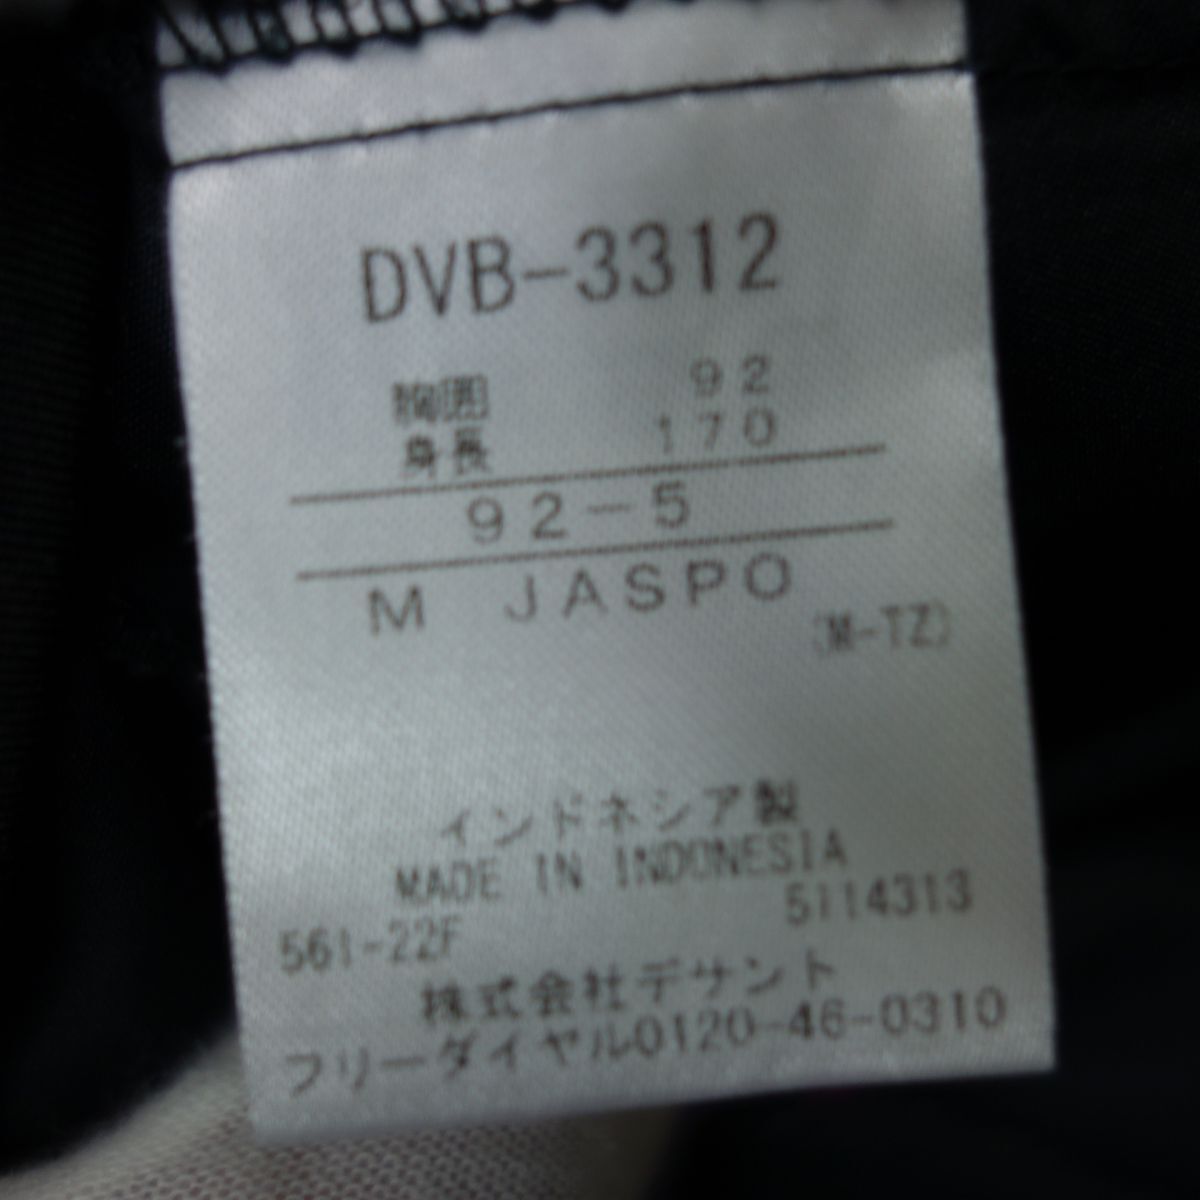 DVB-3312
胸囲 92
身長 170
92-5
M JASPO
(M-TZ)
インドネシア製
MADE IN INDONESIA
561-22F 5114313
株式会社デサント
フリーダイヤル0120-46-0310